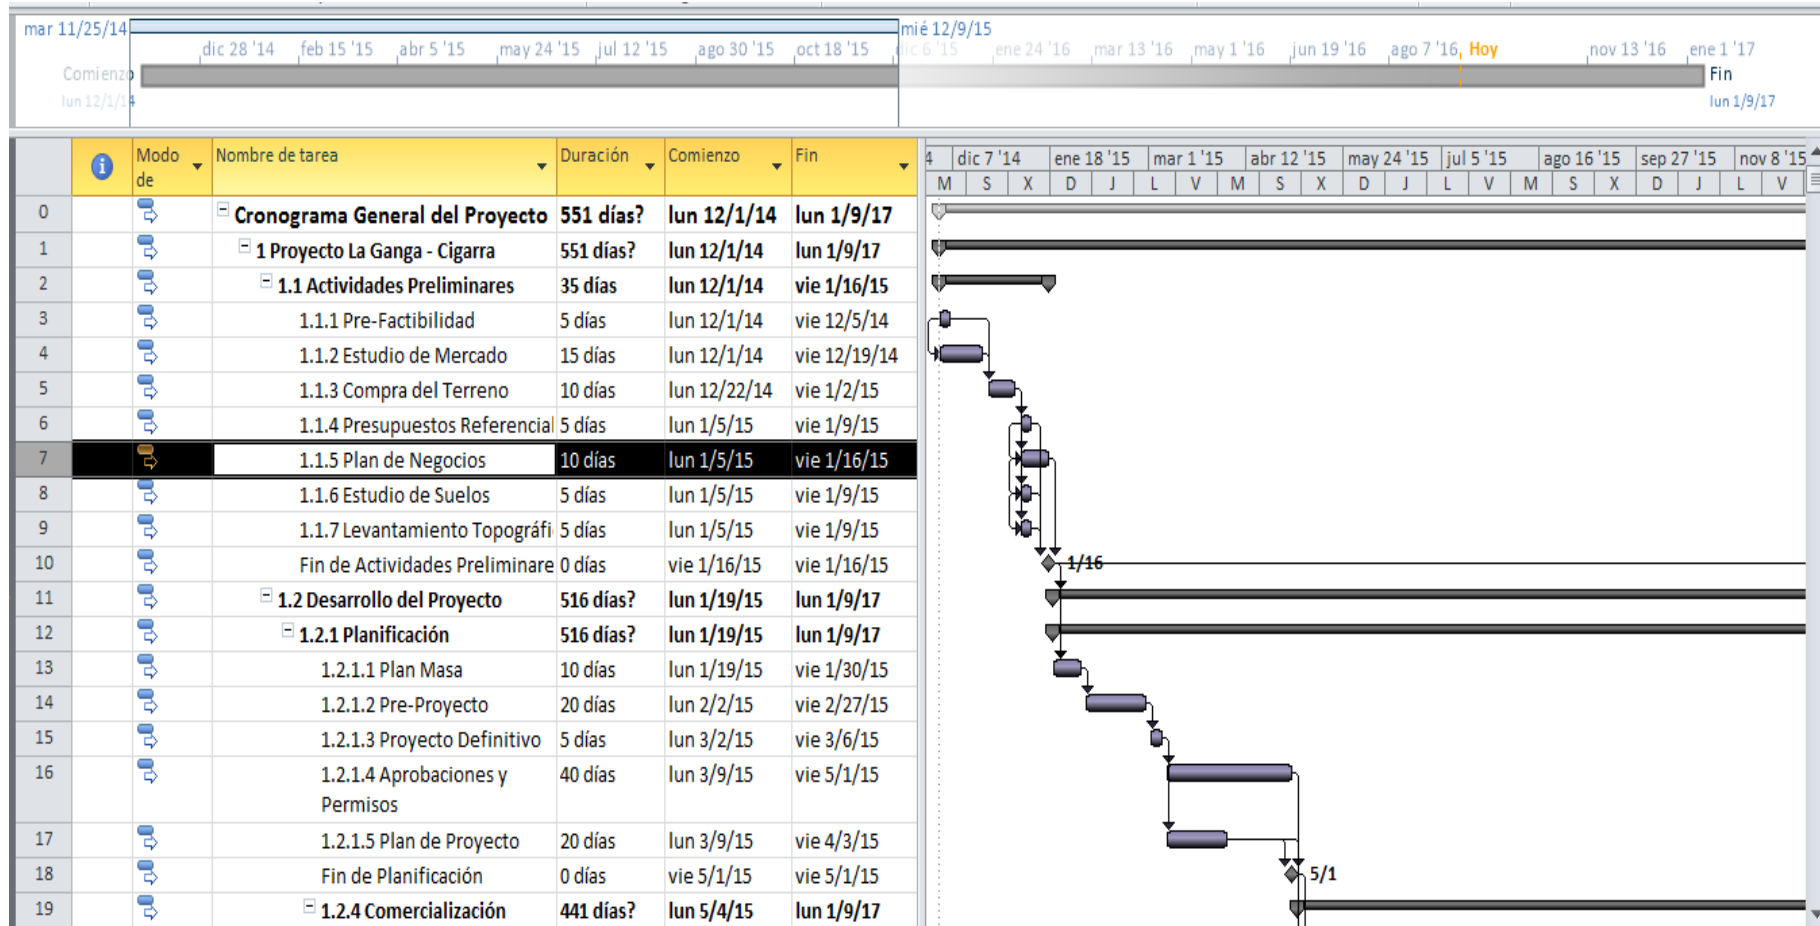 mar 11/25/14
mié 12/9/15
dic 28 '14 feb 15 '15 abr 5 '15 may 24 '15 jul 12 '15 ago 30 '15 oct 18 '15 dic 6 '15 ene 24 '16 mar 13 '16 may 1 '16 jun 19 '16 ago 7 '16 Hoy nov 13 '16 ene 1 '17
Comienzo
lun 12/1/14
Fin
lun 1/9/17
Modo de Nombre de tarea Duración Comienzo Fin
4 dic 7 '14 ene 18 '15 mar 1 '15 abr 12 '15 may 24 '15 jul 5 '15 ago 16 '15 sep 27 '15 nov 8 '15
M S X D J L V M S X D J L V M S X D J L V
0 Cronograma General del Proyecto 551 días? lun 12/1/14 lun 1/9/17
1 1 Proyecto La Ganga - Cigarra 551 días? lun 12/1/14 lun 1/9/17
2 1.1 Actividades Preliminares 35 días lun 12/1/14 vie 1/16/15
3 1.1.1 Pre-Factibilidad 5 días lun 12/1/14 vie 12/5/14
4 1.1.2 Estudio de Mercado 15 días lun 12/1/14 vie 12/19/14
5 1.1.3 Compra del Terreno 10 días lun 12/22/14 vie 1/2/15
6 1.1.4 Presupuestos Referencial 5 días lun 1/5/15 vie 1/9/15
7 1.1.5 Plan de Negocios 10 días lun 1/5/15 vie 1/16/15
8 1.1.6 Estudio de Suelos 5 días lun 1/5/15 vie 1/9/15
9 1.1.7 Levantamiento Topográfi 5 días lun 1/5/15 vie 1/9/15
10 Fin de Actividades Preliminare 0 días vie 1/16/15 vie 1/16/15 1/16
11 1.2 Desarrollo del Proyecto 516 días? lun 1/19/15 lun 1/9/17
12 1.2.1 Planificación 516 días? lun 1/19/15 lun 1/9/17
13 1.2.1.1 Plan Masa 10 días lun 1/19/15 vie 1/30/15
14 1.2.1.2 Pre-Proyecto 20 días lun 2/2/15 vie 2/27/15
15 1.2.1.3 Proyecto Definitivo 5 días lun 3/2/15 vie 3/6/15
16 1.2.1.4 Aprobaciones y 40 días lun 3/9/15 vie 5/1/15
Permisos
17 1.2.1.5 Plan de Proyecto 20 días lun 3/9/15 vie 4/3/15
18 Fin de Planificación 0 días vie 5/1/15 vie 5/1/15 5/1
19 1.2.4 Comercialización 441 días? lun 5/4/15 lun 1/9/17